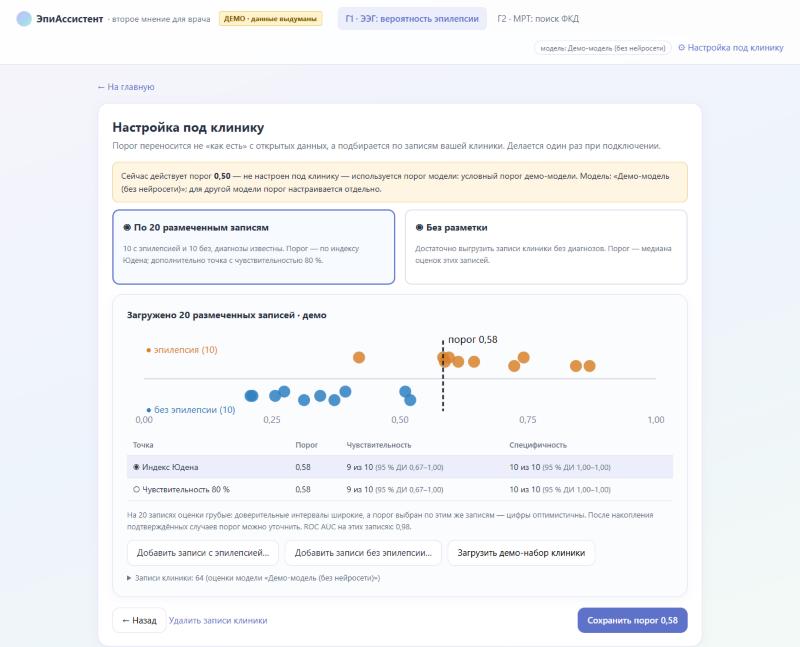 ЭпиАссистент · второе мнение для врача ДЕМО · данные выдуманы Г1 · ЭЭГ: вероятность эпилепсии Г2 · МРТ: поиск ФКД
модель: Демо-модель (без нейросети) ⚙ Настройка под клинику
← На главную
Настройка под клинику
Порог переносится не «как есть» с открытых данных, а подбирается по записям вашей клиники. Делается один раз при подключении.
Сейчас действует порог 0,50 — не настроен под клинику — используется порог модели: условный порог демо-модели. Модель: «Демо-модель
(без нейросети)»; для другой модели порог настраивается отдельно.
◉ По 20 размеченным записям
10 с эпилепсией и 10 без, диагнозы известны. Порог — по индексу
Юдена; дополнительно точка с чувствительностью 80 %.
◉ Без разметки
Достаточно выгрузить записи клиники без диагнозов. Порог — медиана
оценок этих записей.
Загружено 20 размеченных записей · демо
порог 0,58
● эпилепсия (10)
● без эпилепсии (10)
0,00 0,25 0,50 0,75 1,00
Точка Порог Чувствительность Специфичность
◉ Индекс Юдена 0,58 9 из 10 (95 % ДИ 0,67–1,00) 10 из 10 (95 % ДИ 1,00–1,00)
○ Чувствительность 80 % 0,58 9 из 10 (95 % ДИ 0,67–1,00) 10 из 10 (95 % ДИ 1,00–1,00)
На 20 записях оценки грубые: доверительные интервалы широкие, а порог выбран по этим же записям — цифры оптимистичны. После накопления
подтверждённых случаев порог можно уточнить. ROC AUC на этих записях: 0,98.
Добавить записи с эпилепсией… Добавить записи без эпилепсии… Загрузить демо-набор клиники
▶ Записи клиники: 64 (оценки модели «Демо-модель (без нейросети)»)
← Назад Удалить записи клиники Сохранить порог 0,58